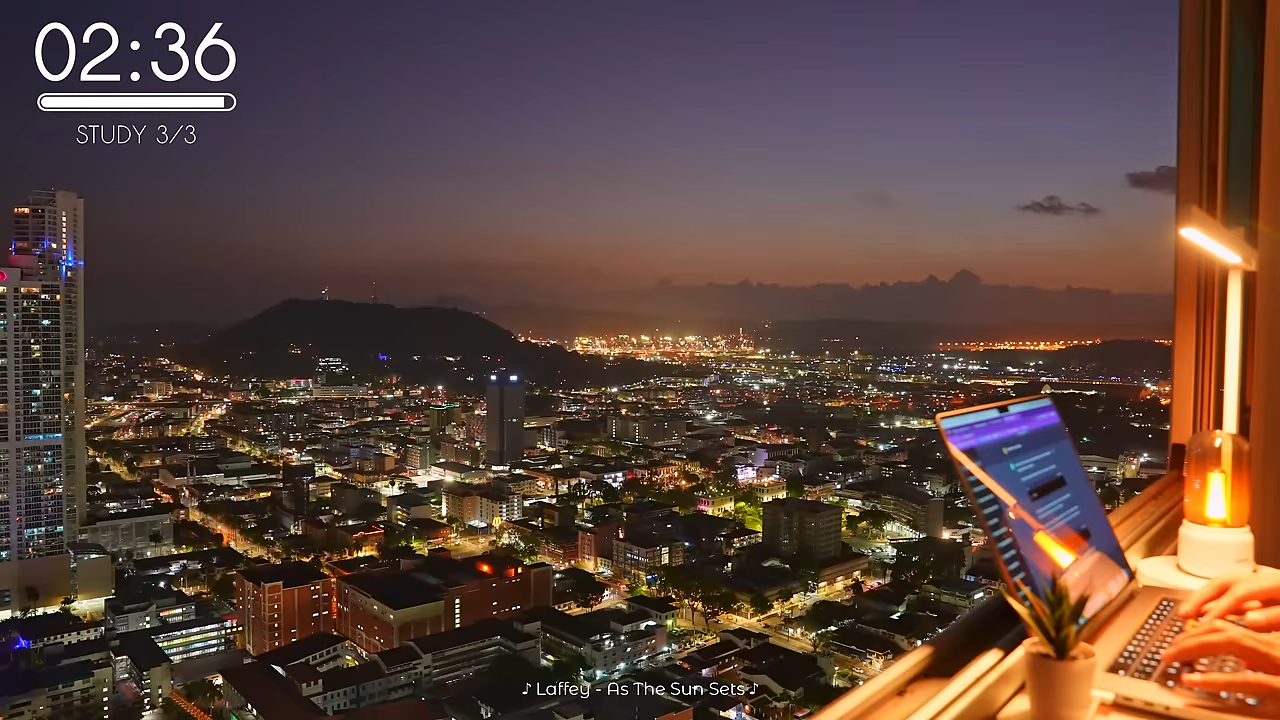 02:36
STUDY 3/3
♪ Laffey - As The Sun Sets ♪